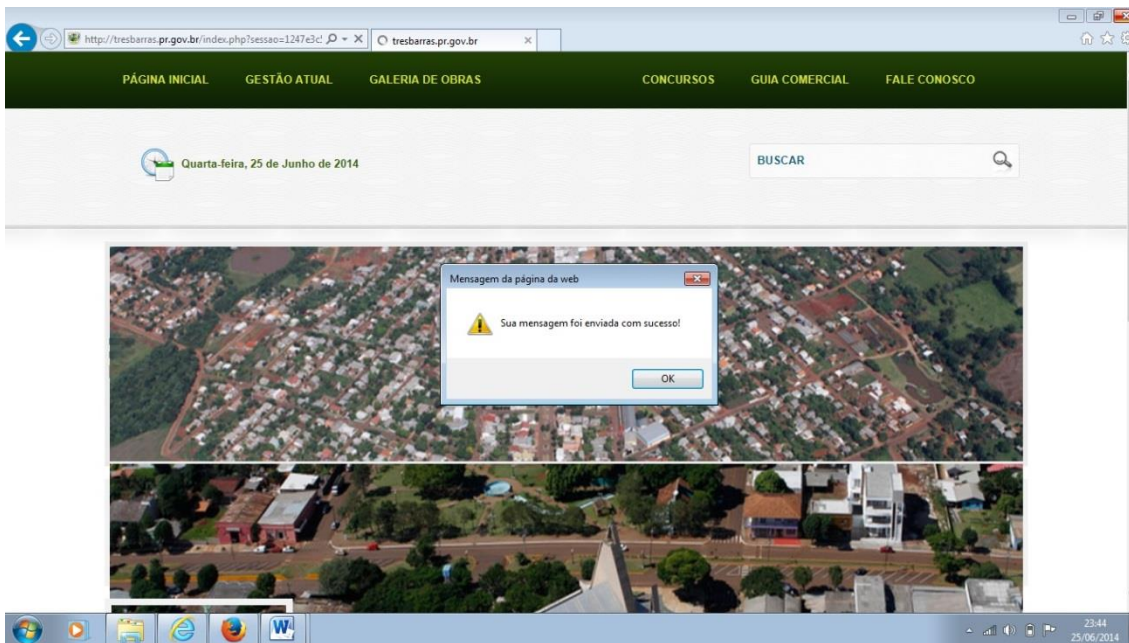 http://tresbarras.pr.gov.br/index.php?sessao=1247e3c!
tresbarras.pr.gov.br
PÁGINA INICIAL GESTÃO ATUAL GALERIA DE OBRAS CONCURSOS GUIA COMERCIAL FALE CONOSCO
Quarta-feira, 25 de Junho de 2014
BUSCAR
Mensagem da página da web
Sua mensagem foi enviada com sucesso!
OK
23:44
25/06/2014